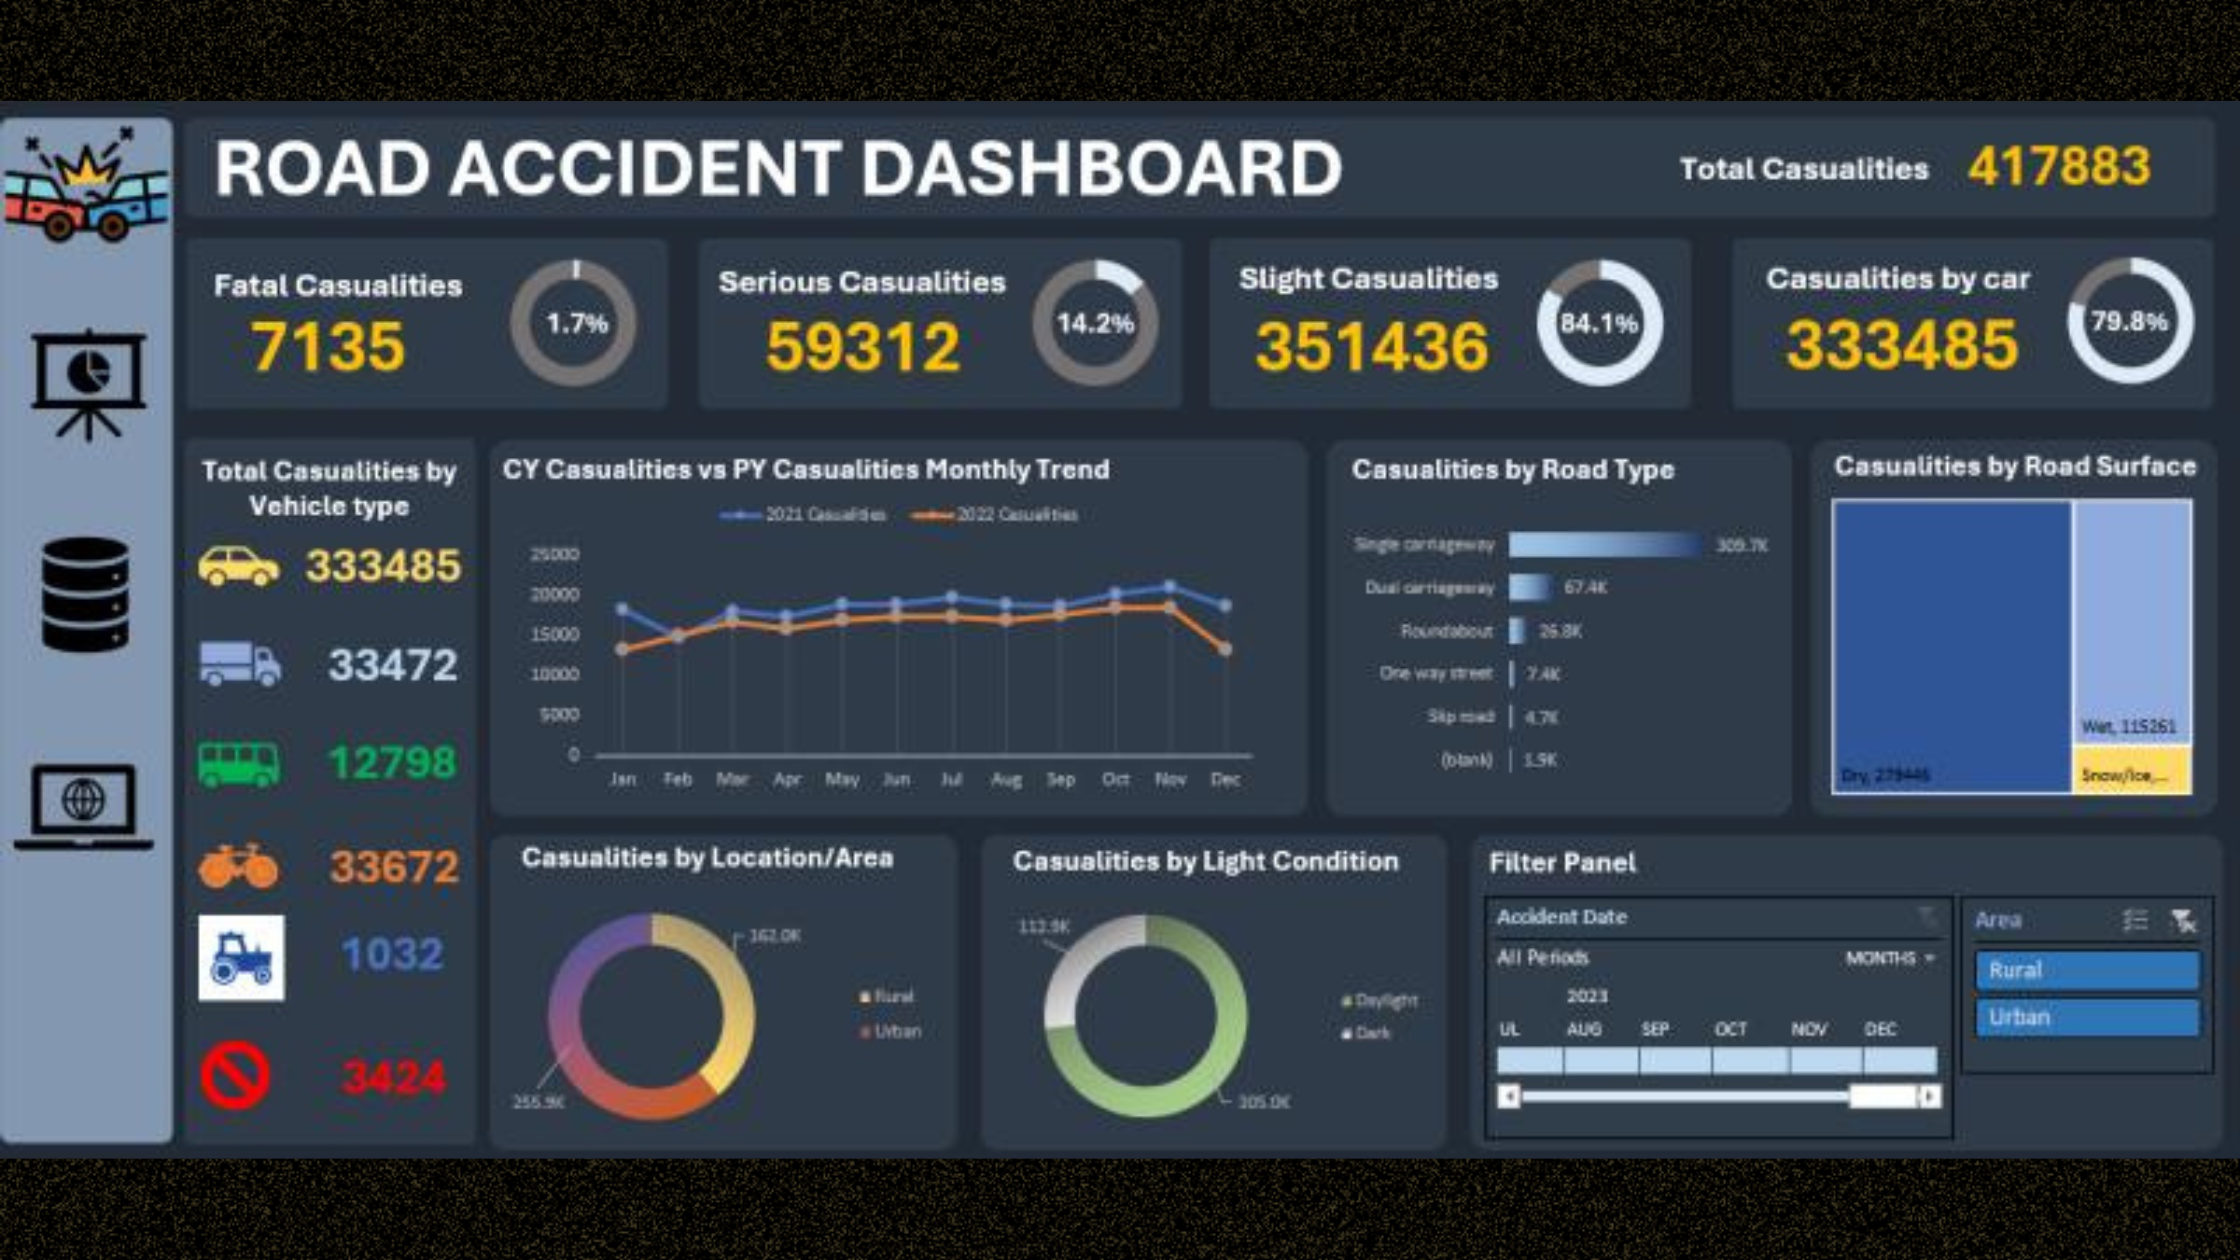 ROAD ACCIDENT DASHBOARD
Total Casualities 417883
Fatal Casualities
7135
1.7%
Serious Casualities
59312
14.2%
Slight Casualities
351436
84.1%
Casualities by car
333485
79.8%
Total Casualities by
Vehicle type
333485
33472
12798
33672
1032
3424
CY Casualities vs PY Casualities Monthly Trend
2021 Casualities 2022 Casualities
25000
20000
15000
10000
5000
0
Jan Feb Mar Apr May Jun Jul Aug Sep Oct Nov Dec
Casualities by Road Type
Single carriageway 309.7K
Dual carriageway 67.4K
Roundabout 26.8K
One way street 7.4K
Slip road 4.7K
(blank) 1.9K
Casualities by Road Surface
Wet, 115261
Dry,
Snow/Ice,...
Casualities by Location/Area
162.0K
Rural
Urban
255.9K
Casualities by Light Condition
112.9K
Daylight
Dark
305.0K
Filter Panel
Accident Date
All Periods MONTHS
2023
UL AUG SEP OCT NOV DEC
Area
Rural
Urban